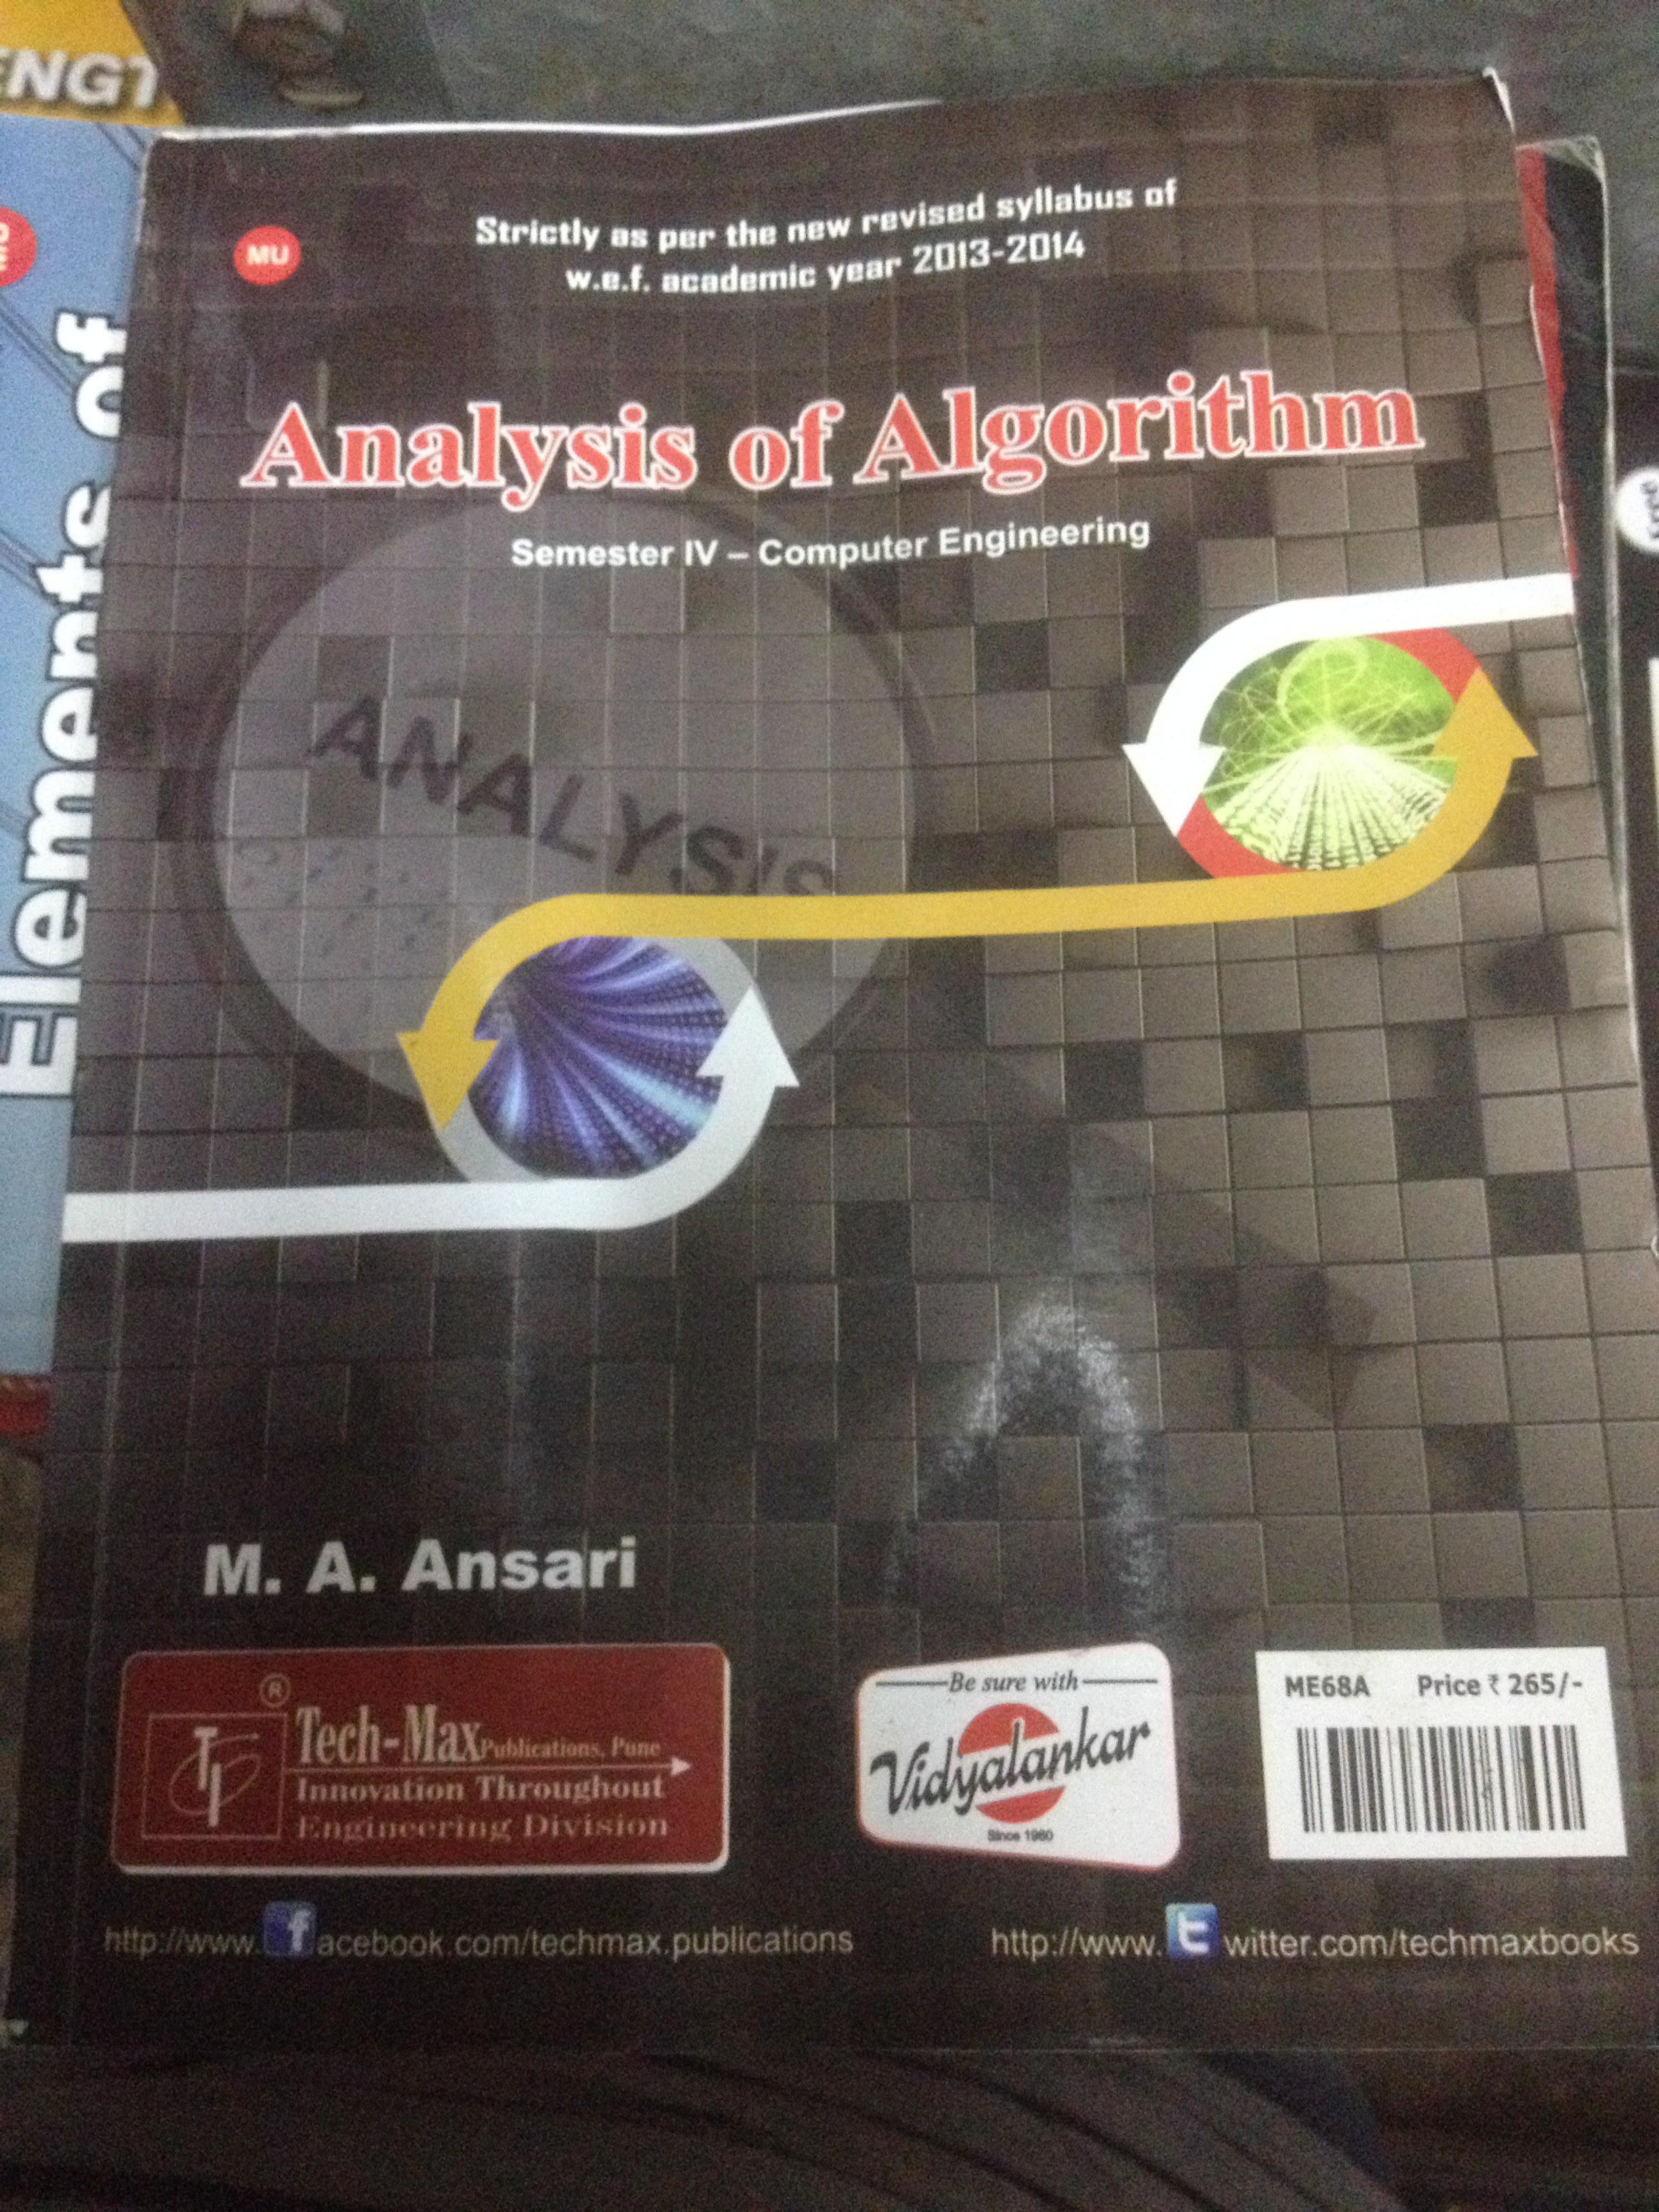 ENGT
Elements of
MU
Strictly as per the new revised syllabus of
w.e.f. academic year 2013-2014
Analysis of Algorithm
Semester IV – Computer Engineering
ANALYSIS
M. A. Ansari
®
Tech-Max Publications, Pune
Innovation Throughout
Engineering Division
Be sure with
Vidyalankar
Since 1960
ME68A Price ₹ 265/-
http://www.facebook.com/techmax.publications
http://www.twitter.com/techmaxbooks